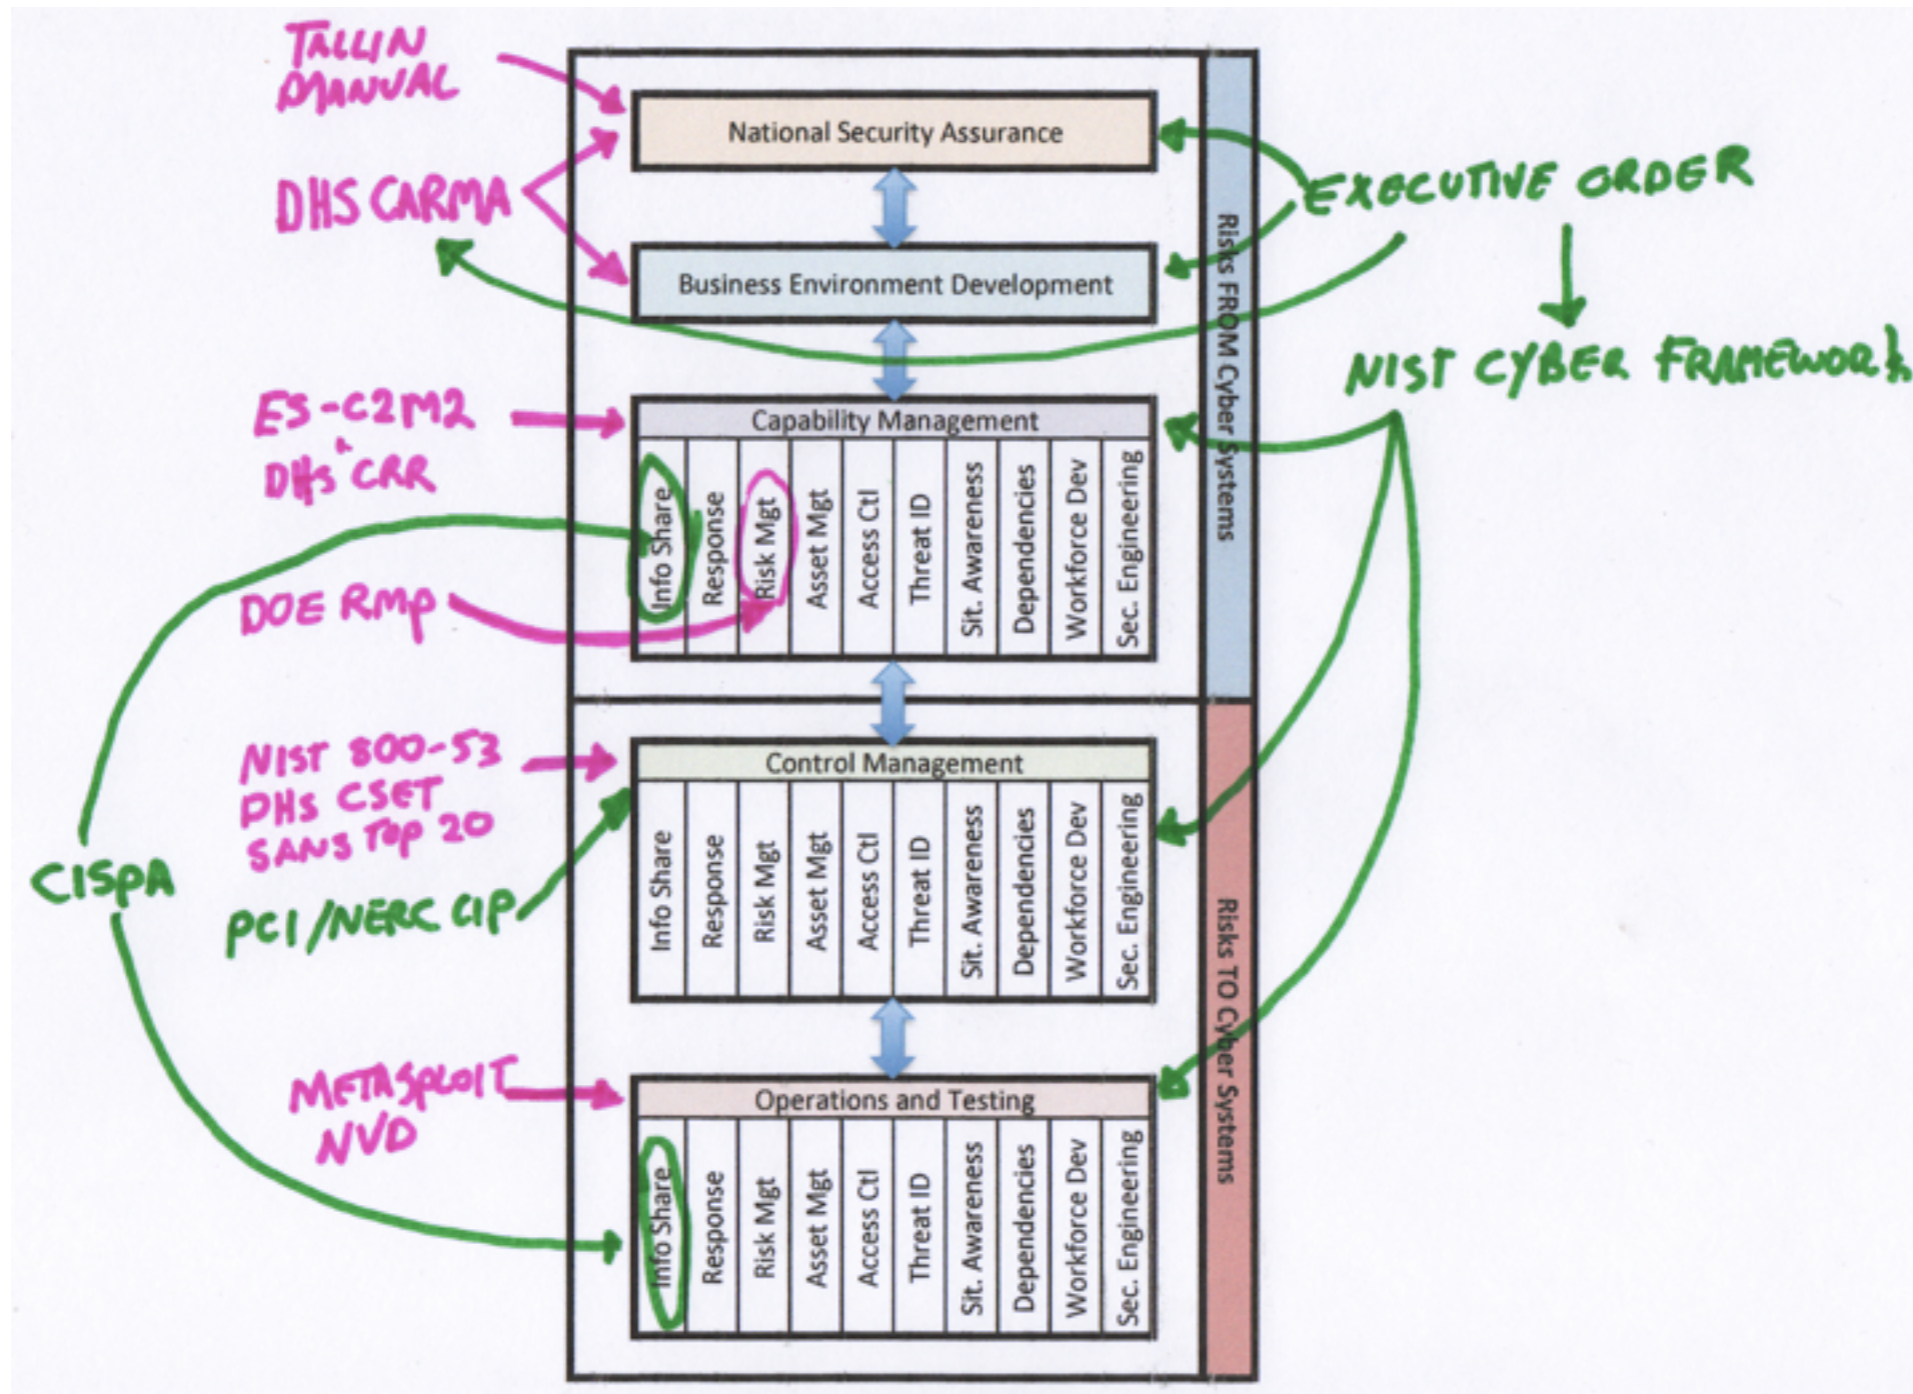 TALLIN
MANUAL
National Security Assurance
DHS CARMA
EXECUTIVE ORDER
Business Environment Development
Risks FROM Cyber Systems
NIST CYBER FRAMEWORK
ES-C2M2
+
DHS CRR
Capability Management
Info Share
Response
Risk Mgt
Asset Mgt
Access Ctl
Threat ID
Sit. Awareness
Dependencies
Workforce Dev
Sec. Engineering
DOE RMP
NIST 800-53
DHS CSET
SANS TOP 20
CISPA
PCI/NERC CIP
Control Management
Info Share
Response
Risk Mgt
Asset Mgt
Access Ctl
Threat ID
Sit. Awareness
Dependencies
Workforce Dev
Sec. Engineering
Risks TO Cyber Systems
METASPLOIT
NVD
Operations and Testing
Info Share
Response
Risk Mgt
Asset Mgt
Access Ctl
Threat ID
Sit. Awareness
Dependencies
Workforce Dev
Sec. Engineering